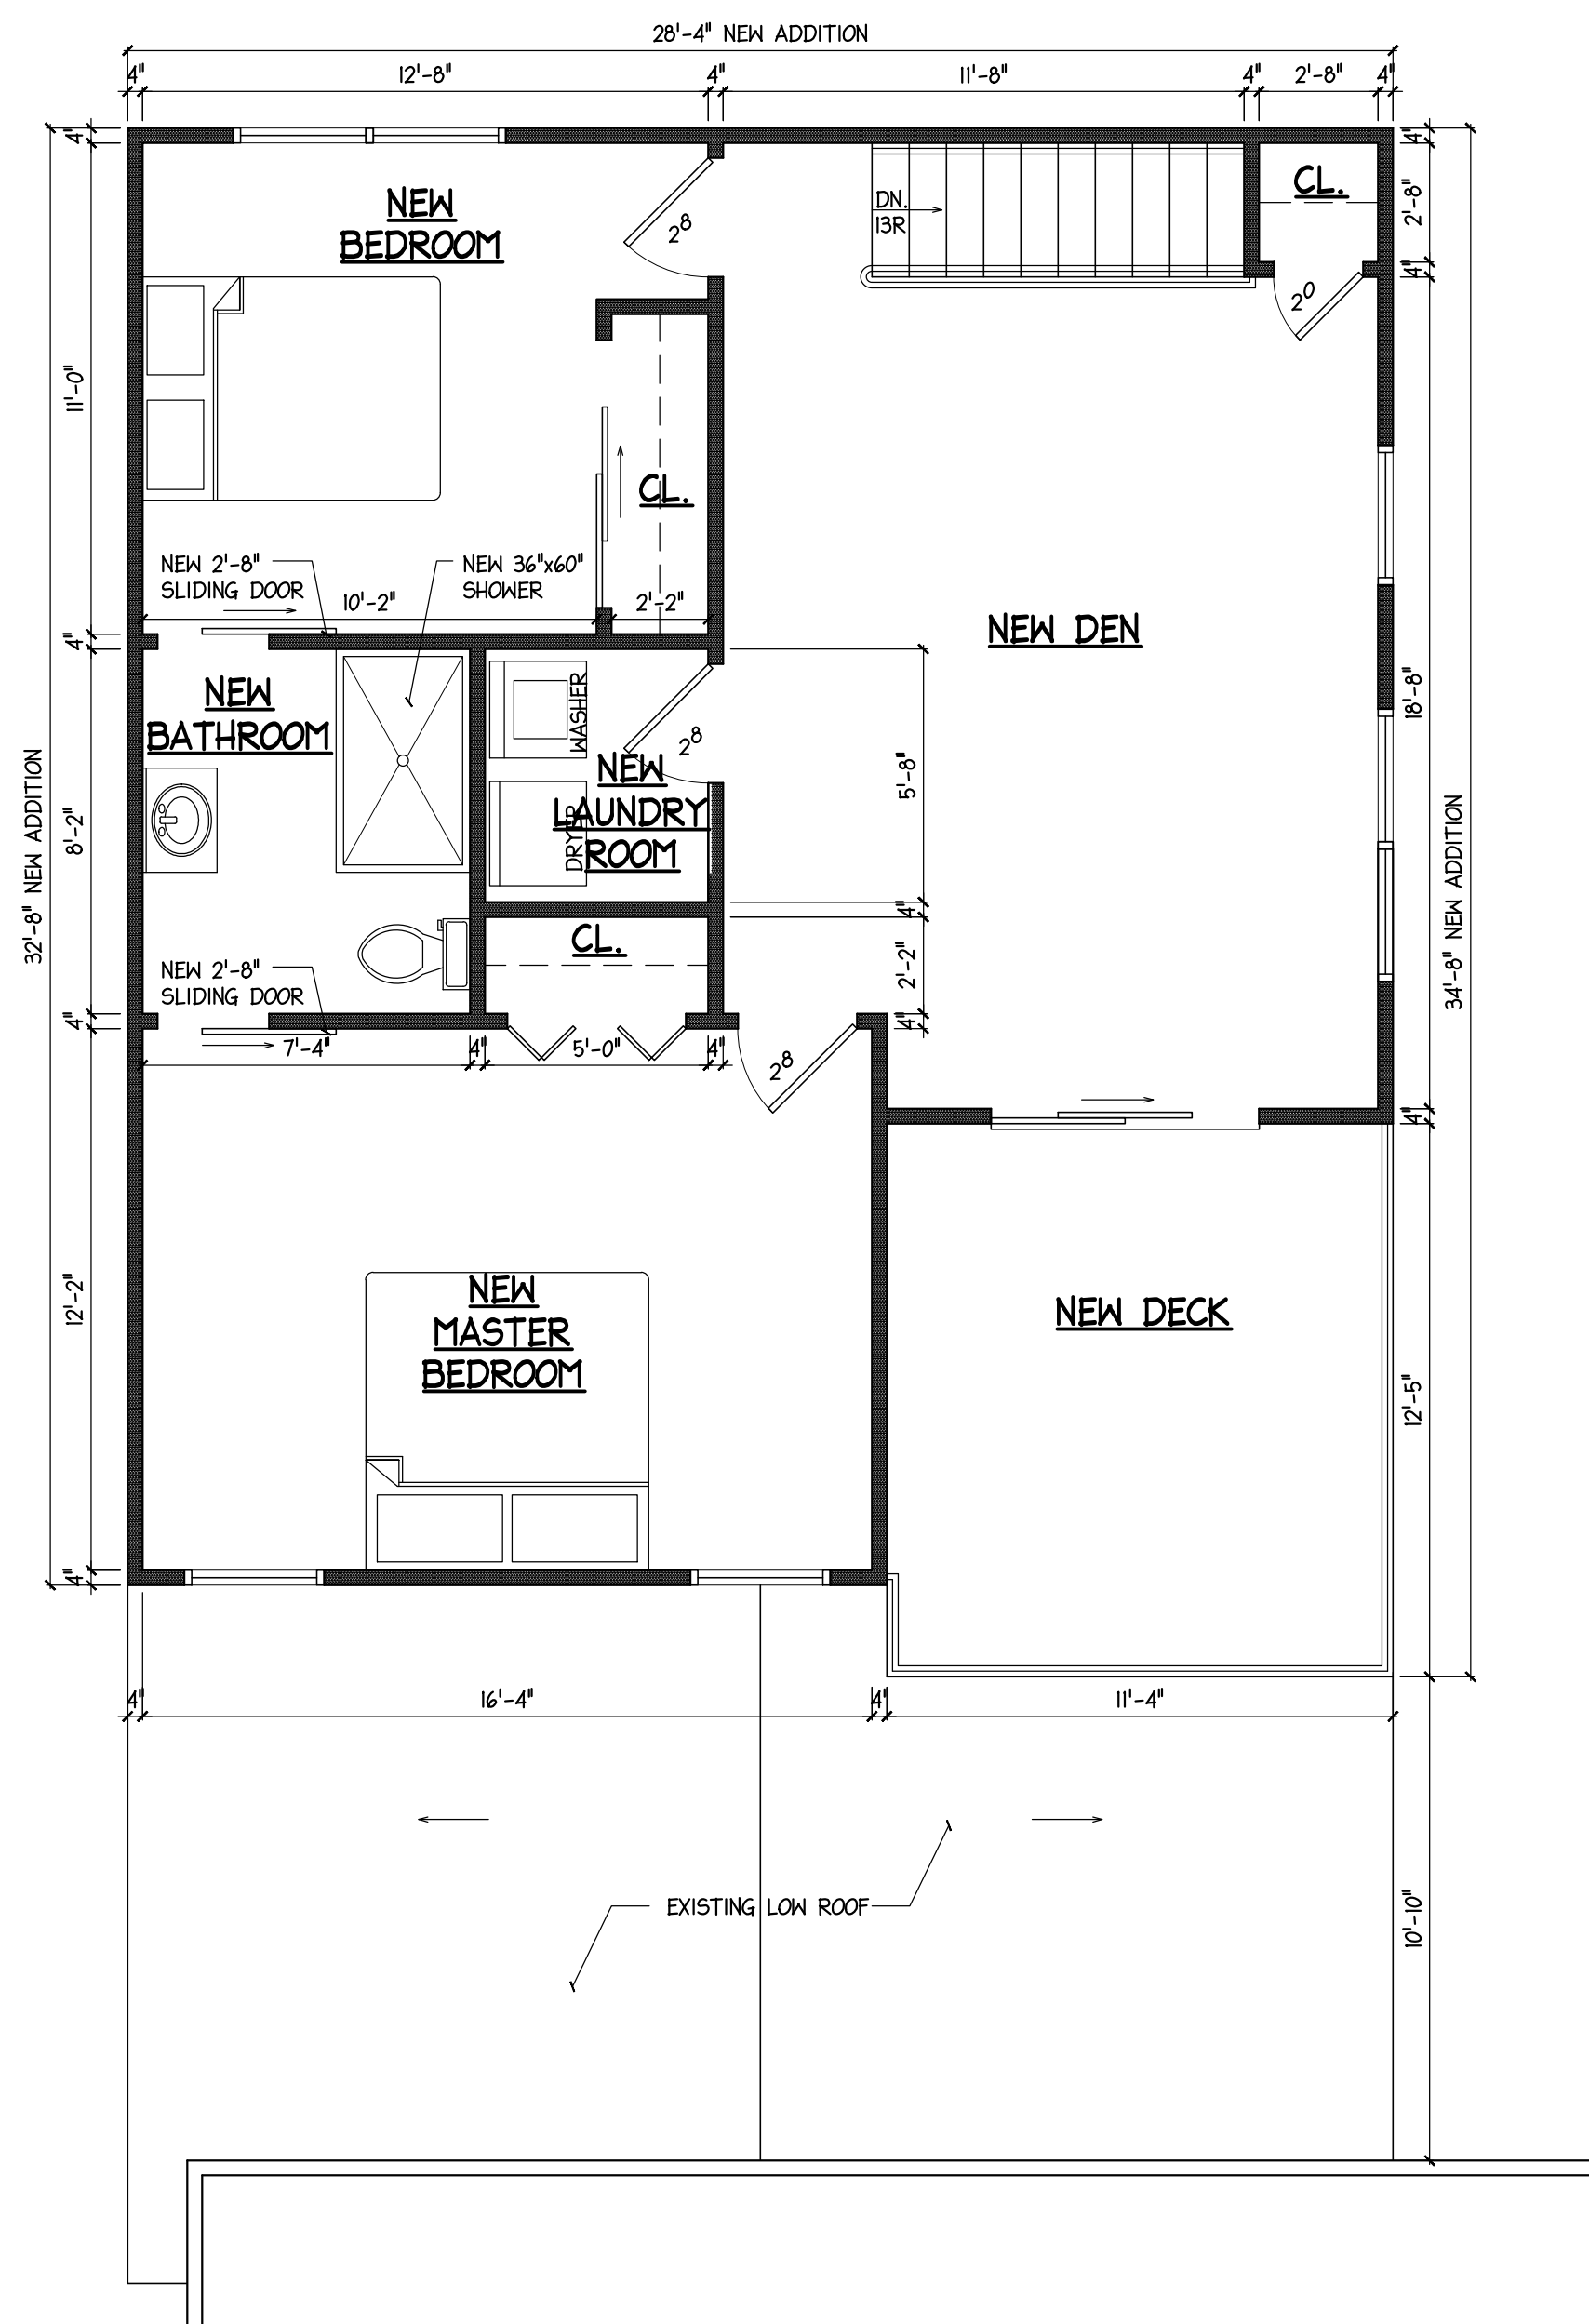 28'-4" NEW ADDITION
4" 12'-8" 4" 11'-8" 4" 2'-8" 4"
4"
4"
NEW
BEDROOM
28
DN.
13R
CL.
2'-8"
4"
20
11'-0"
CL.
NEW 2'-8"
SLIDING DOOR
NEW 36"x60"
SHOWER
10'-2"
2'-2"
4"
NEW DEN
NEW
BATHROOM
WASHER
28
NEW
LAUNDRY
ROOM
DRYER
5'-8"
18'-8"
32'-8" NEW ADDITION
8'-2"
34'-8" NEW ADDITION
4"
CL.
2'-2"
NEW 2'-8"
SLIDING DOOR
4"
4"
7'-4"
4"
5'-0"
4"
28
4"
12'-2"
NEW
MASTER
BEDROOM
NEW DECK
12'-5"
4"
4" 16'-4" 4" 11'-4"
EXISTING LOW ROOF
10'-10"